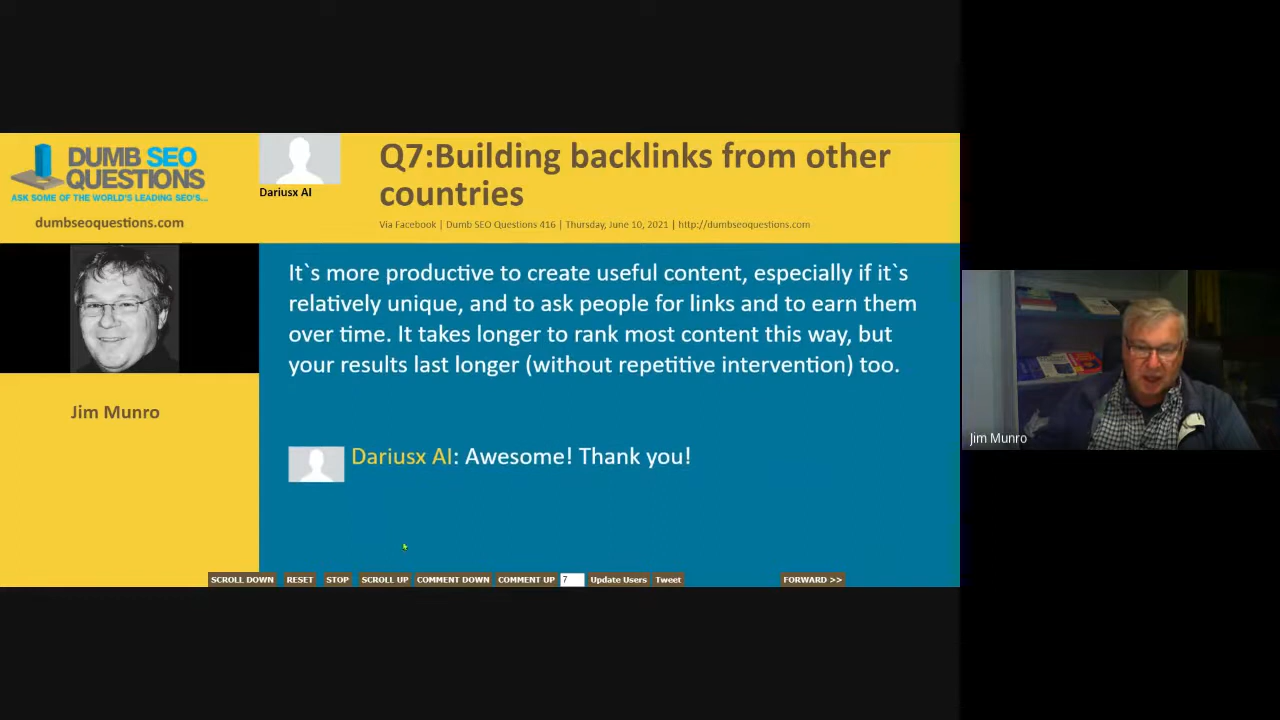 DUMB SEO
QUESTIONS
ASK SOME OF THE WORLD'S LEADING SEO'S...
dumbseoquestions.com
Dariusx AI
Q7:Building backlinks from other
countries
Via Facebook | Dumb SEO Questions 416 | Thursday, June 10, 2021 | http://dumbseoquestions.com
Jim Munro
It`s more productive to create useful content, especially if it`s
relatively unique, and to ask people for links and to earn them
over time. It takes longer to rank most content this way, but
your results last longer (without repetitive intervention) too.
Dariusx AI: Awesome! Thank you!
SCROLL DOWN RESET STOP SCROLL UP COMMENT DOWN COMMENT UP 7 Update Users Tweet FORWARD >>
Jim Munro